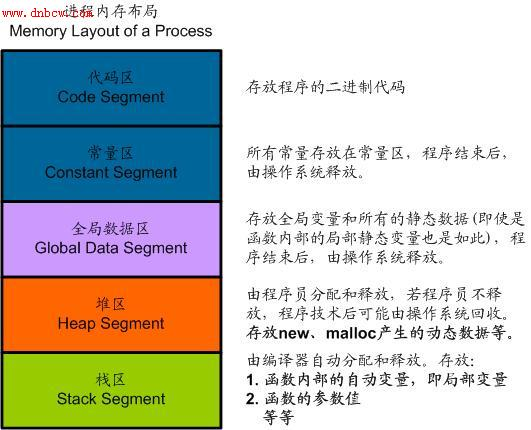 www.dnbcw.com
进程内存布局
Memory Layout of a Process
代码区
Code Segment
存放程序的二进制代码
常量区
Constant Segment
所有常量存放在常量区，程序结束后，
由操作系统释放。
全局数据区
Global Data Segment
存放全局变量和所有的静态数据(即使是
函数内部的局部静态变量也是如此)，程
序结束后，由操作系统释放。
堆区
Heap Segment
由程序员分配和释放，若程序员不释
放，程序技术后可能由操作系统回收。
存放new、malloc产生的动态数据等。
栈区
Stack Segment
由编译器自动分配和释放。存放：
1. 函数内部的自动变量，即局部变量
2. 函数的参数值
等等